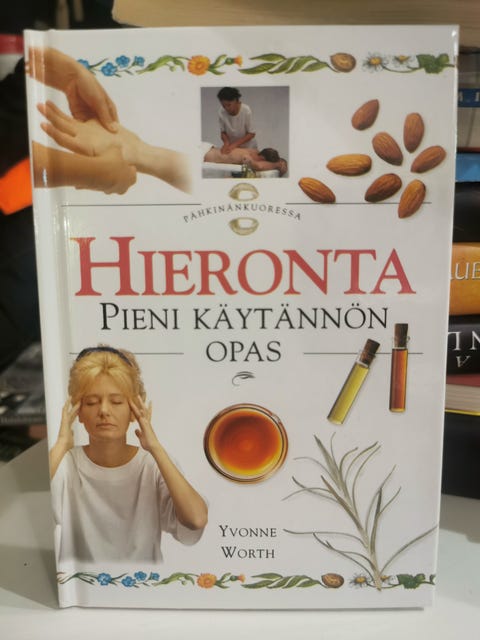 PÄHKINÄNKUORESSA
HIERONTA
PIENI KÄYTÄNNÖN
OPAS
YVONNE
WORTH